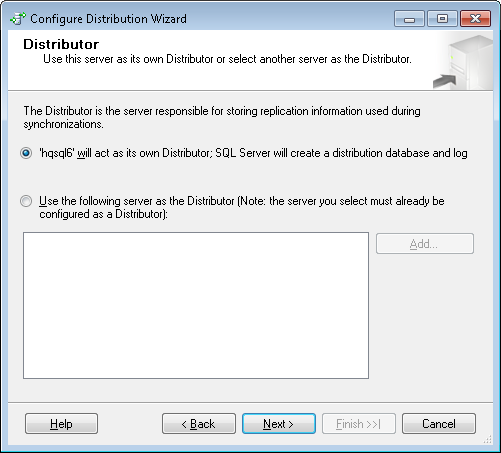 Configure Distribution Wizard
Distributor
Use this server as its own Distributor or select another server as the Distributor.
The Distributor is the server responsible for storing replication information used during
synchronizations.
'hqsql6' will act as its own Distributor; SQL Server will create a distribution database and log
Use the following server as the Distributor (Note: the server you select must already be
configured as a Distributor):
Add...
Help
< Back
Next >
Finish >>|
Cancel